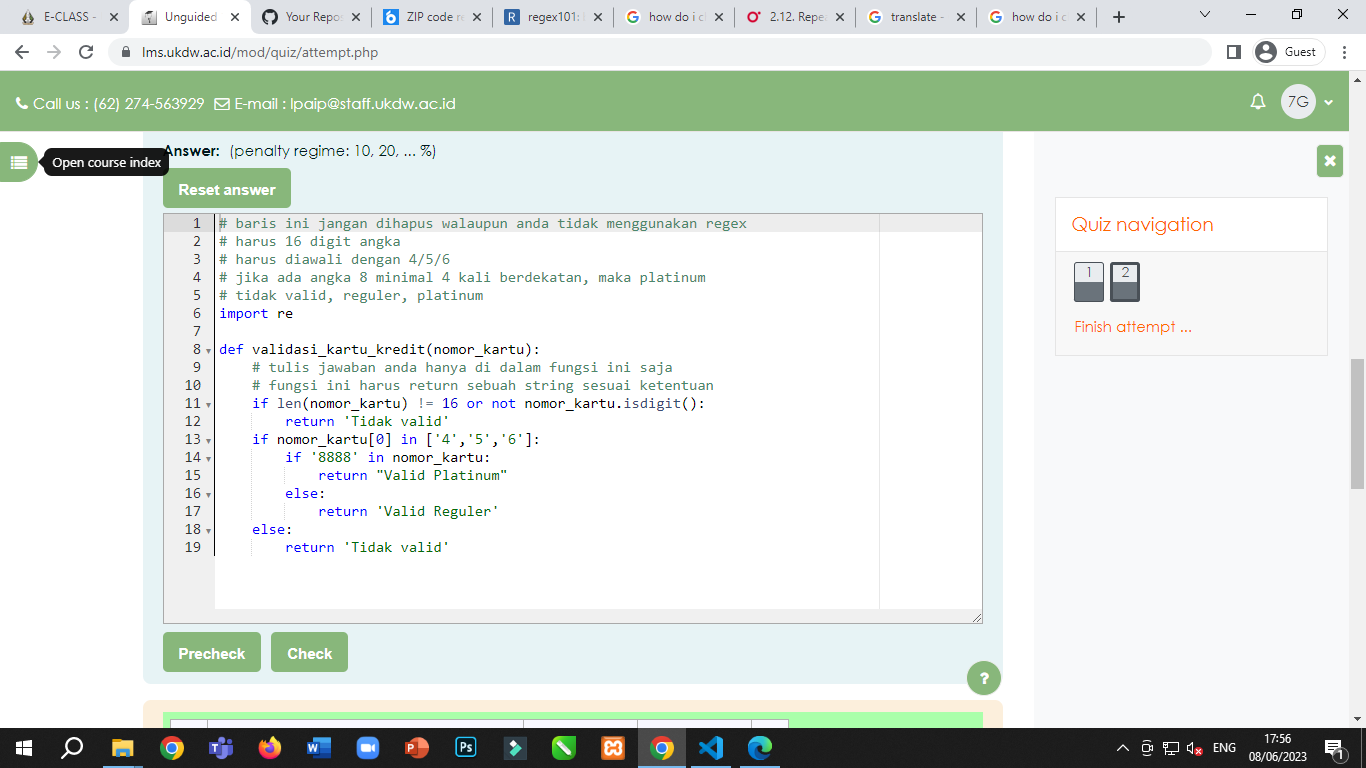 E-CLASS -
Unguided
Your Repos
ZIP code re
regex101:
how do i c
2.12. Repe
translate -
how do i c
lms.ukdw.ac.id/mod/quiz/attempt.php
Guest
Call us : (62) 274-563929 E-mail : lpaip@staff.ukdw.ac.id
7G
Open course index
Answer: (penalty regime: 10, 20, ... %)
Reset answer
1 # baris ini jangan dihapus walaupun anda tidak menggunakan regex
2 # harus 16 digit angka
3 # harus diawali dengan 4/5/6
4 # jika ada angka 8 minimal 4 kali berdekatan, maka platinum
5 # tidak valid, reguler, platinum
6 import re
7
8 def validasi_kartu_kredit(nomor_kartu):
9     # tulis jawaban anda hanya di dalam fungsi ini saja
10     # fungsi ini harus return sebuah string sesuai ketentuan
11     if len(nomor_kartu) != 16 or not nomor_kartu.isdigit():
12         return 'Tidak valid'
13     if nomor_kartu[0] in ['4','5','6']:
14         if '8888' in nomor_kartu:
15             return "Valid Platinum"
16         else:
17             return 'Valid Reguler'
18     else:
19         return 'Tidak valid'
Precheck Check
?
Quiz navigation
1 2
Finish attempt ...
ENG
17:56
08/06/2023
1